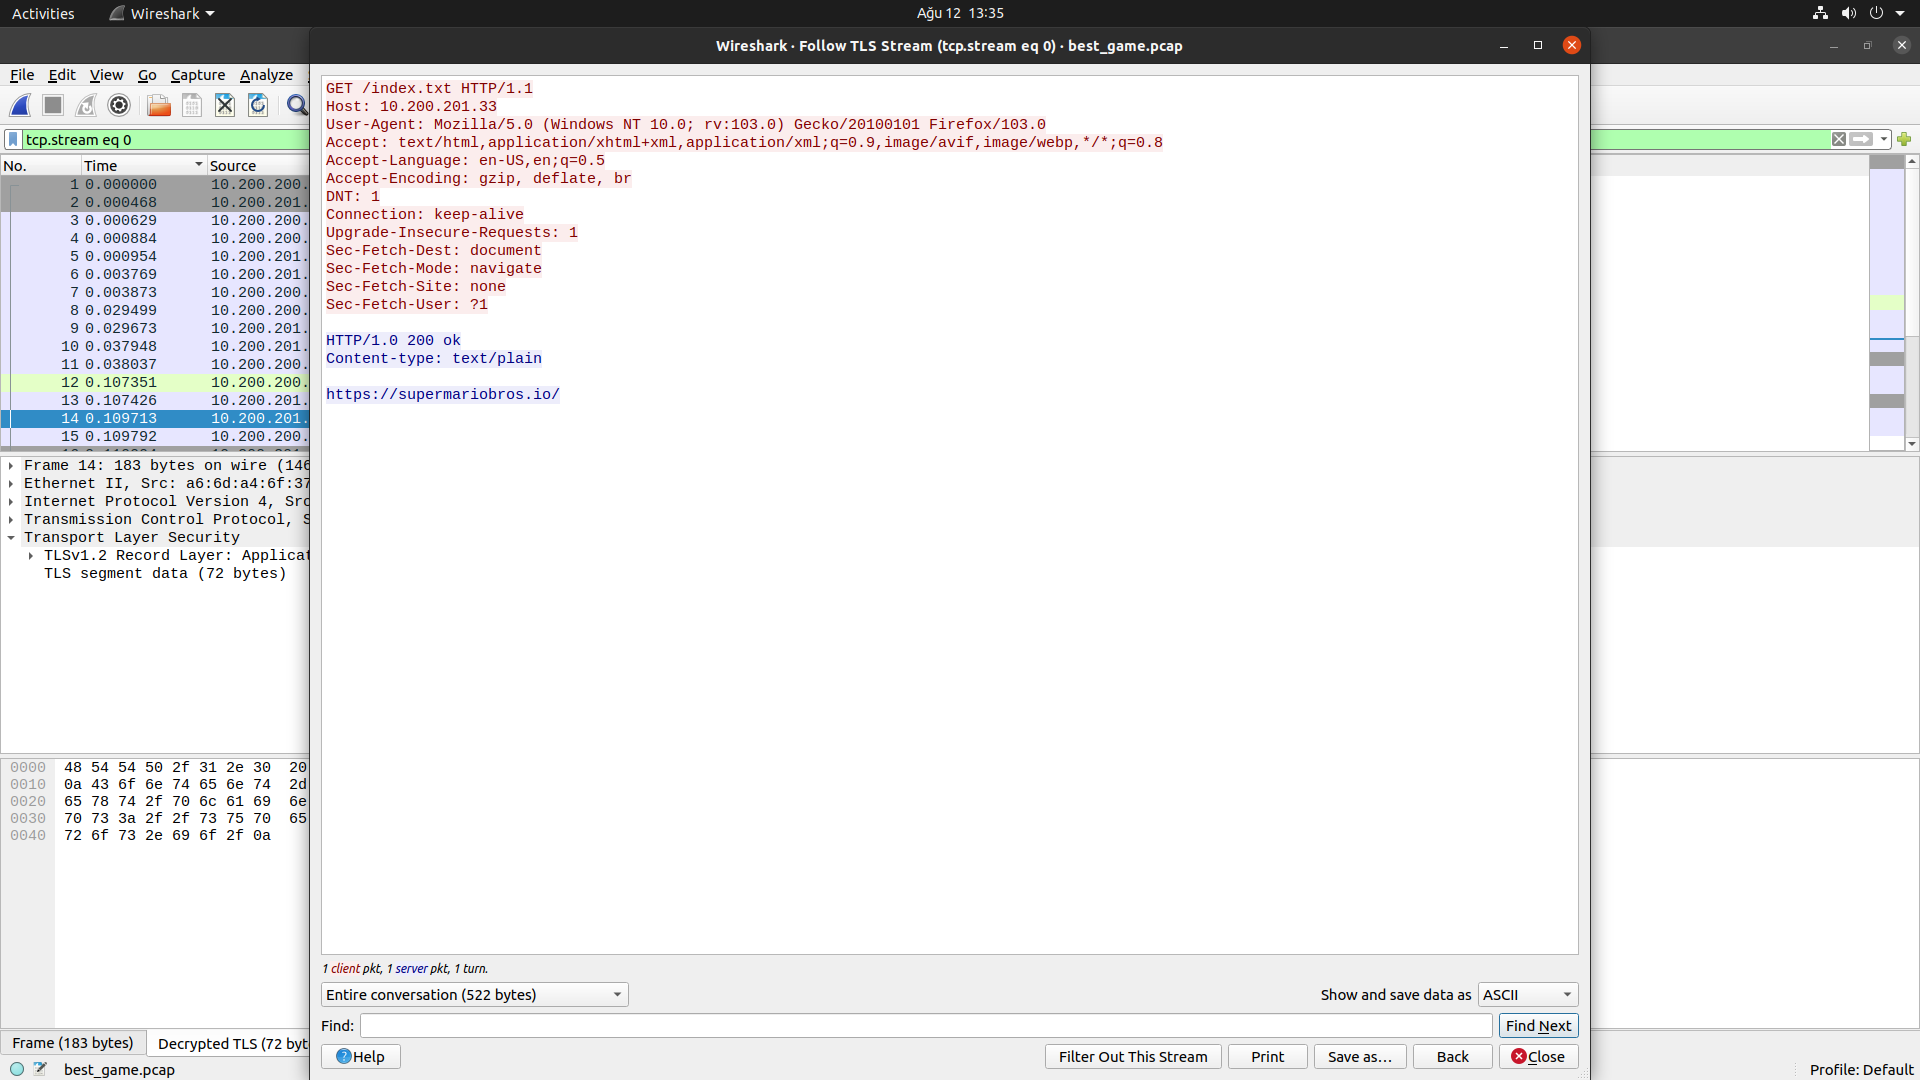 Activities
Wireshark
Ağu 12 13:35
Wireshark · Follow TLS Stream (tcp.stream eq 0) · best_game.pcap
File Edit View Go Capture Analyze
tcp.stream eq 0
No. Time Source
1 0.000000 10.200.200.
2 0.000468 10.200.201.
3 0.000629 10.200.200.
4 0.000884 10.200.200.
5 0.000954 10.200.201.
6 0.003769 10.200.201.
7 0.003873 10.200.200.
8 0.029499 10.200.200.
9 0.029673 10.200.201.
10 0.037948 10.200.201.
11 0.038037 10.200.200.
12 0.107351 10.200.200.
13 0.107426 10.200.201.
14 0.109713 10.200.201.
15 0.109792 10.200.200.
Frame 14: 183 bytes on wire (146
Ethernet II, Src: a6:6d:a4:6f:37
Internet Protocol Version 4, Src
Transmission Control Protocol, S
Transport Layer Security
TLSv1.2 Record Layer: Applicat
TLS segment data (72 bytes)
0000 48 54 54 50 2f 31 2e 30 20
0010 0a 43 6f 6e 74 65 6e 74 2d
0020 65 78 74 2f 70 6c 61 69 6e
0030 70 73 3a 2f 2f 73 75 70 65
0040 72 6f 73 2e 69 6f 2f 0a
Frame (183 bytes)
Decrypted TLS (72 byt
best_game.pcap
GET /index.txt HTTP/1.1
Host: 10.200.201.33
User-Agent: Mozilla/5.0 (Windows NT 10.0; rv:103.0) Gecko/20100101 Firefox/103.0
Accept: text/html,application/xhtml+xml,application/xml;q=0.9,image/avif,image/webp,*/*;q=0.8
Accept-Language: en-US,en;q=0.5
Accept-Encoding: gzip, deflate, br
DNT: 1
Connection: keep-alive
Upgrade-Insecure-Requests: 1
Sec-Fetch-Dest: document
Sec-Fetch-Mode: navigate
Sec-Fetch-Site: none
Sec-Fetch-User: ?1
HTTP/1.0 200 ok
Content-type: text/plain
https://supermariobros.io/
1 client pkt, 1 server pkt, 1 turn.
Entire conversation (522 bytes)
Show and save data as ASCII
Find:
Find Next
Help
Filter Out This Stream
Print
Save as…
Back
Close
Profile: Default